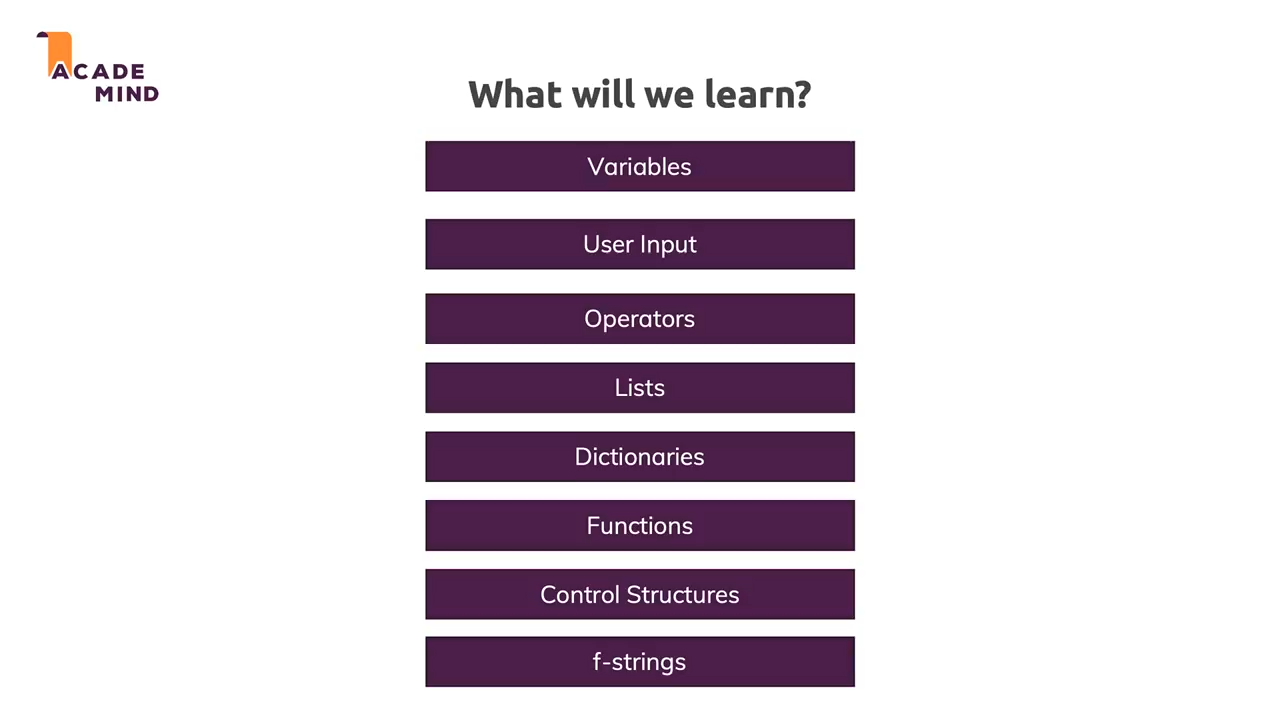 ACADE
MIND
What will we learn?
Variables
User Input
Operators
Lists
Dictionaries
Functions
Control Structures
f-strings